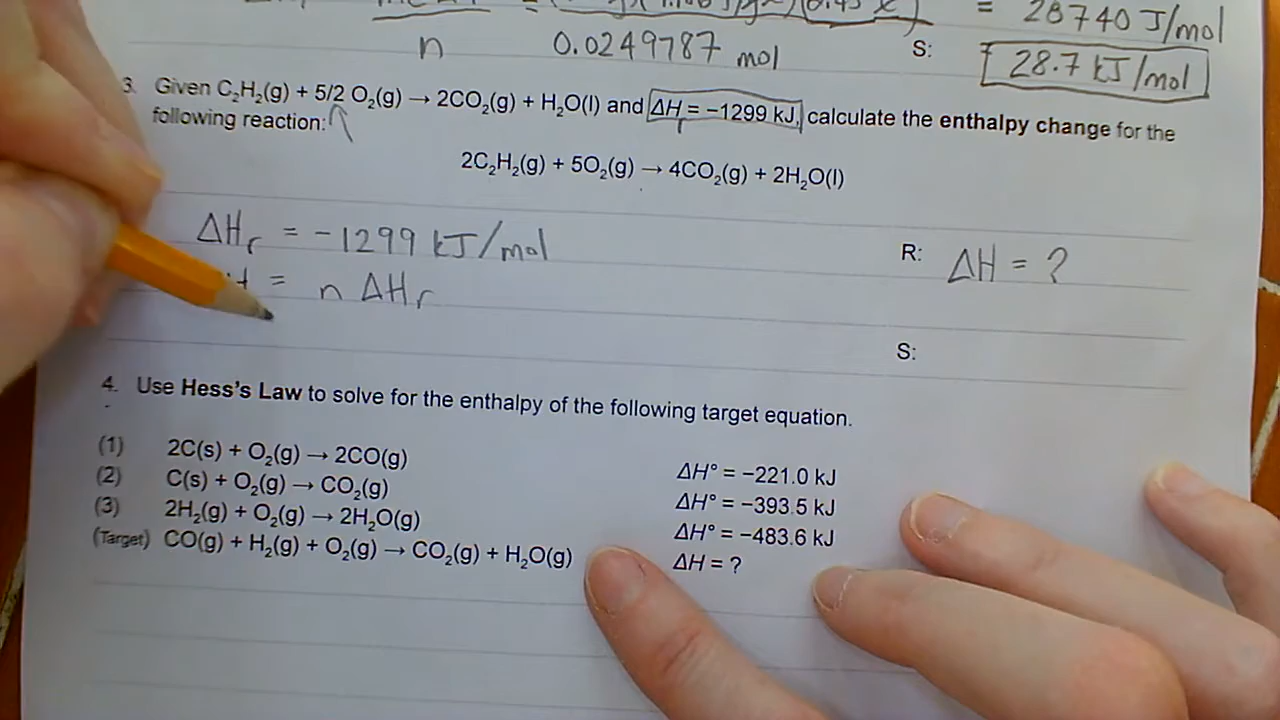 = 28740 J/mol
n 0.0249787 mol S: 28.7 kJ/mol
3. Given C₂H₂(g) + 5/2 O₂(g) → 2CO₂(g) + H₂O(l) and ΔH = −1299 kJ, calculate the enthalpy change for the
following reaction:
2C₂H₂(g) + 5O₂(g) → 4CO₂(g) + 2H₂O(l)
ΔHr = -1299 kJ/mol R: ΔH = ?
= n ΔHr
S:
4. Use Hess's Law to solve for the enthalpy of the following target equation.
(1) 2C(s) + O₂(g) → 2CO(g) ΔH° = −221.0 kJ
(2) C(s) + O₂(g) → CO₂(g) ΔH° = −393.5 kJ
(3) 2H₂(g) + O₂(g) → 2H₂O(g) ΔH° = −483.6 kJ
(Target) CO(g) + H₂(g) + O₂(g) → CO₂(g) + H₂O(g) ΔH = ?